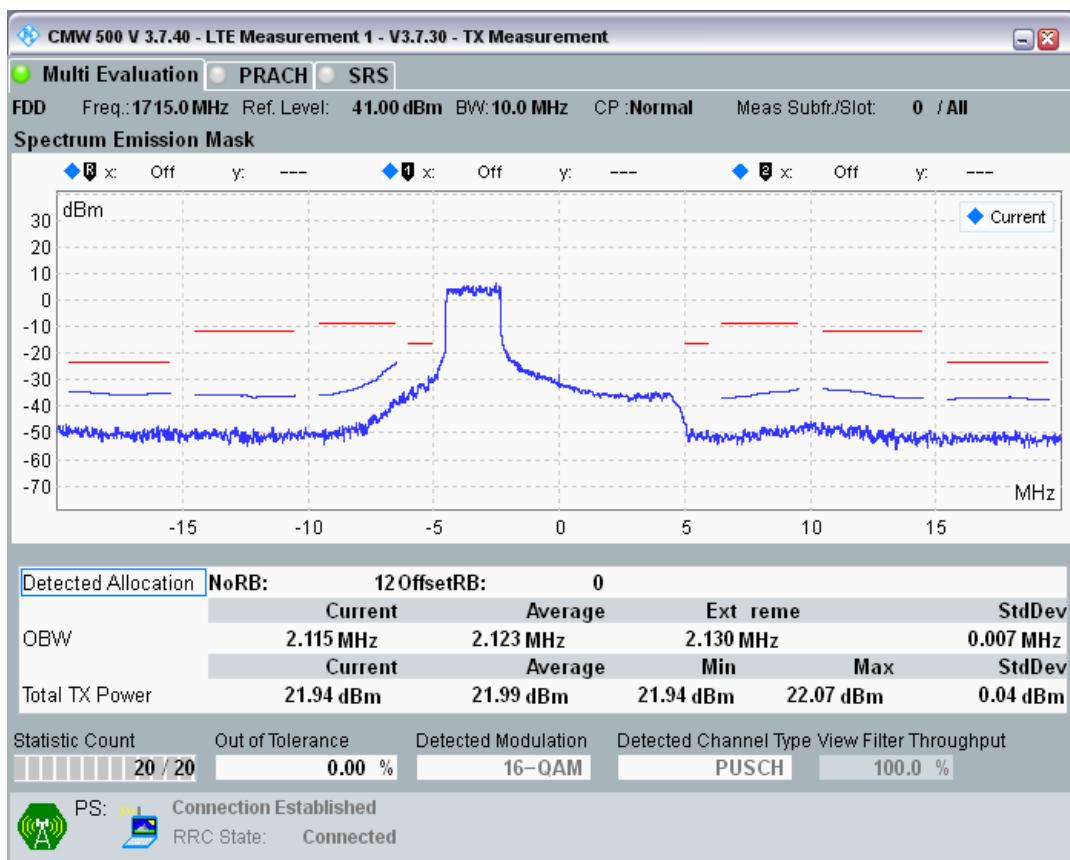 CMW 500 V 3.7.40 - LTE Measurement 1 - V3.7.30 - TX Measurement
Multi Evaluation PRACH SRS
FDD Freq.: 1715.0 MHz Ref. Level: 41.00 dBm BW: 10.0 MHz CP :Normal Meas Subfr./Slot: 0 / All
Spectrum Emission Mask
R x: Off y: --- 1 x: Off y: --- 2 x: Off y: ---
dBm
Current
30
20
10
0
-10
-20
-30
-40
-50
-60
-70
MHz
-15 -10 -5 0 5 10 15
Detected Allocation NoRB: 12 OffsetRB: 0
Current Average Ext reme StdDev
OBW 2.115 MHz 2.123 MHz 2.130 MHz 0.007 MHz
Current Average Min Max StdDev
Total TX Power 21.94 dBm 21.99 dBm 21.94 dBm 22.07 dBm 0.04 dBm
Statistic Count Out of Tolerance Detected Modulation Detected Channel Type View Filter Throughput
20 / 20 0.00 % 16-QAM PUSCH 100.0 %
PS: Connection Established
RRC State: Connected